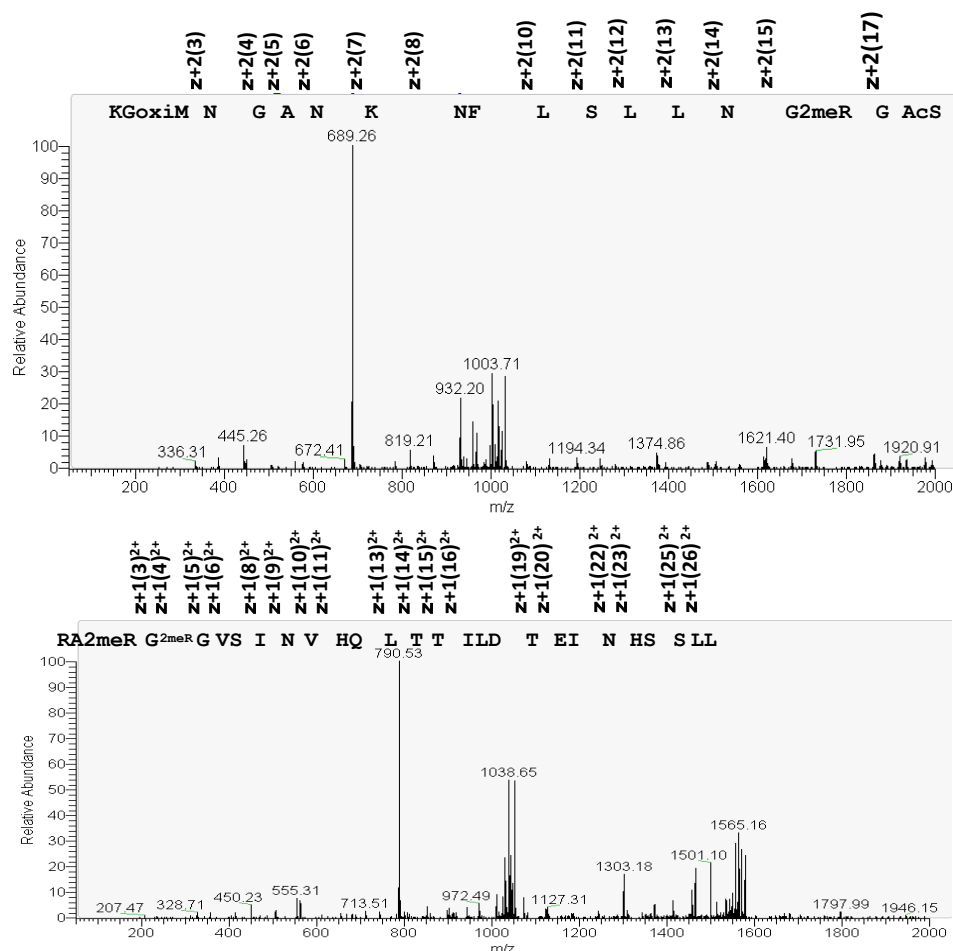 z+2(3) z+2(4) z+2(5) z+2(6) z+2(7) z+2(8) z+2(10) z+2(11) z+2(12) z+2(13) z+2(14) z+2(15) z+2(17)
KGoxiM N G A N K NF L S L L N G2meR G AcS
689.26
100
90
80
70
60
50
40
30
20
10
0
Relative Abundance
336.31 445.26 672.41 819.21 932.20 1003.71 1194.34 1374.86 1621.40 1731.95 1920.91
200 400 600 800 1000 1200 1400 1600 1800 2000
m/z
z+1(3)2+ z+1(4)2+ z+1(5)2+ z+1(6)2+ z+1(8)2+ z+1(9)2+ z+1(10)2+ z+1(11)2+ z+1(13)2+ z+1(14)2+ z+1(15)2+ z+1(16)2+ z+1(19)2+ z+1(20)2+ z+1(22)2+ z+1(23)2+ z+1(25)2+ z+1(26)2+
RA2meR G2meRG VS I N V HQ L T T ILD T EI N HS S LL
790.53
100
90
80
70
60
50
40
30
20
10
0
Relative Abundance
207.47 328.71 450.23 555.31 713.51 972.49 1038.65 1127.31 1303.18 1501.10 1565.16 1797.99 1946.15
200 400 600 800 1000 1200 1400 1600 1800 2000
m/z